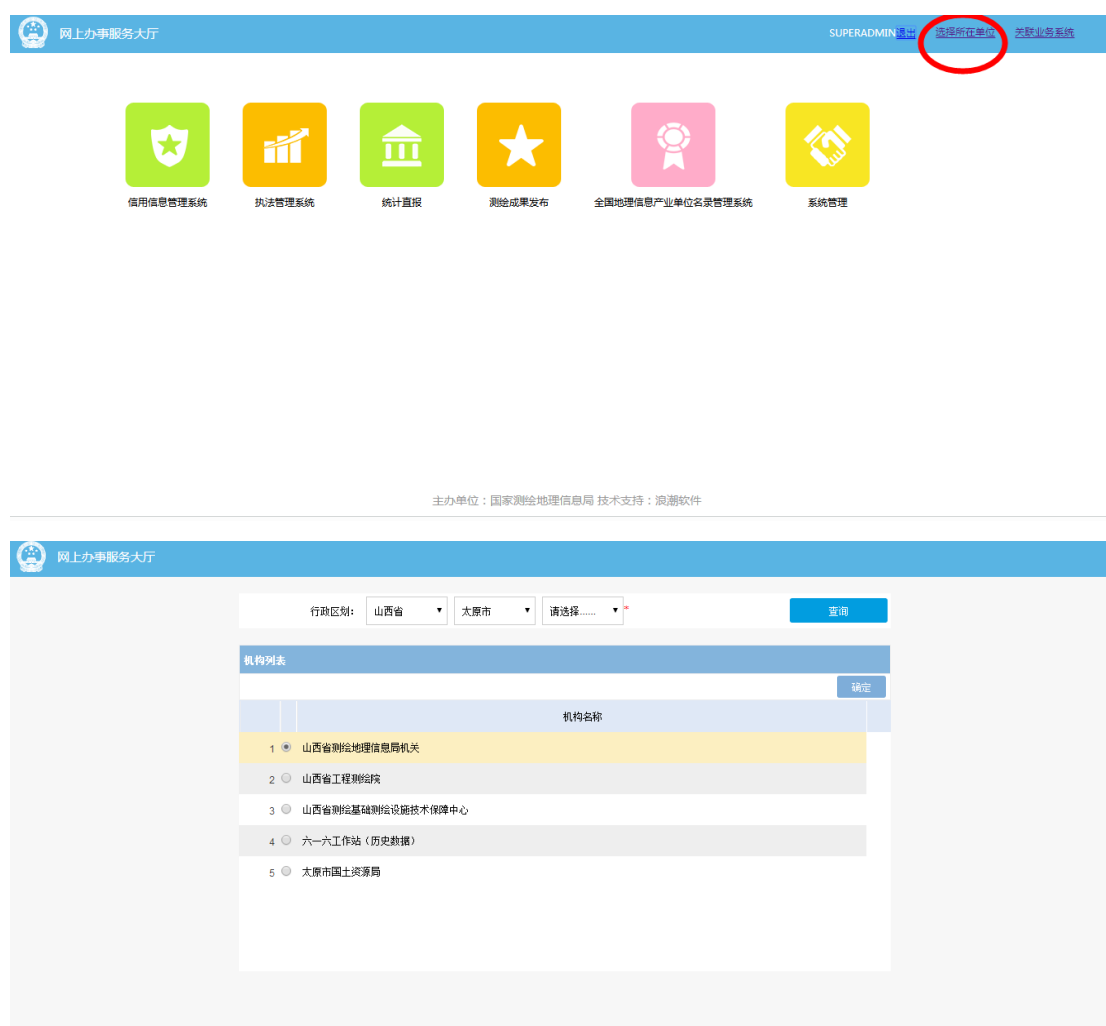 网上办事服务大厅
SUPERADMIN退出 选择所在单位 关联业务系统
信用信息管理系统 执法管理系统 统计直报 测绘成果发布 全国地理信息产业单位名录管理系统 系统管理
主办单位：国家测绘地理信息局 技术支持：浪潮软件
网上办事服务大厅
行政区划： 山西省 太原市 请选择...... * 查询
机构列表
确定
机构名称
1 山西省测绘地理信息局机关
2 山西省工程测绘院
3 山西省测绘基础测绘设施技术保障中心
4 六一六工作站（历史数据）
5 太原市国土资源局